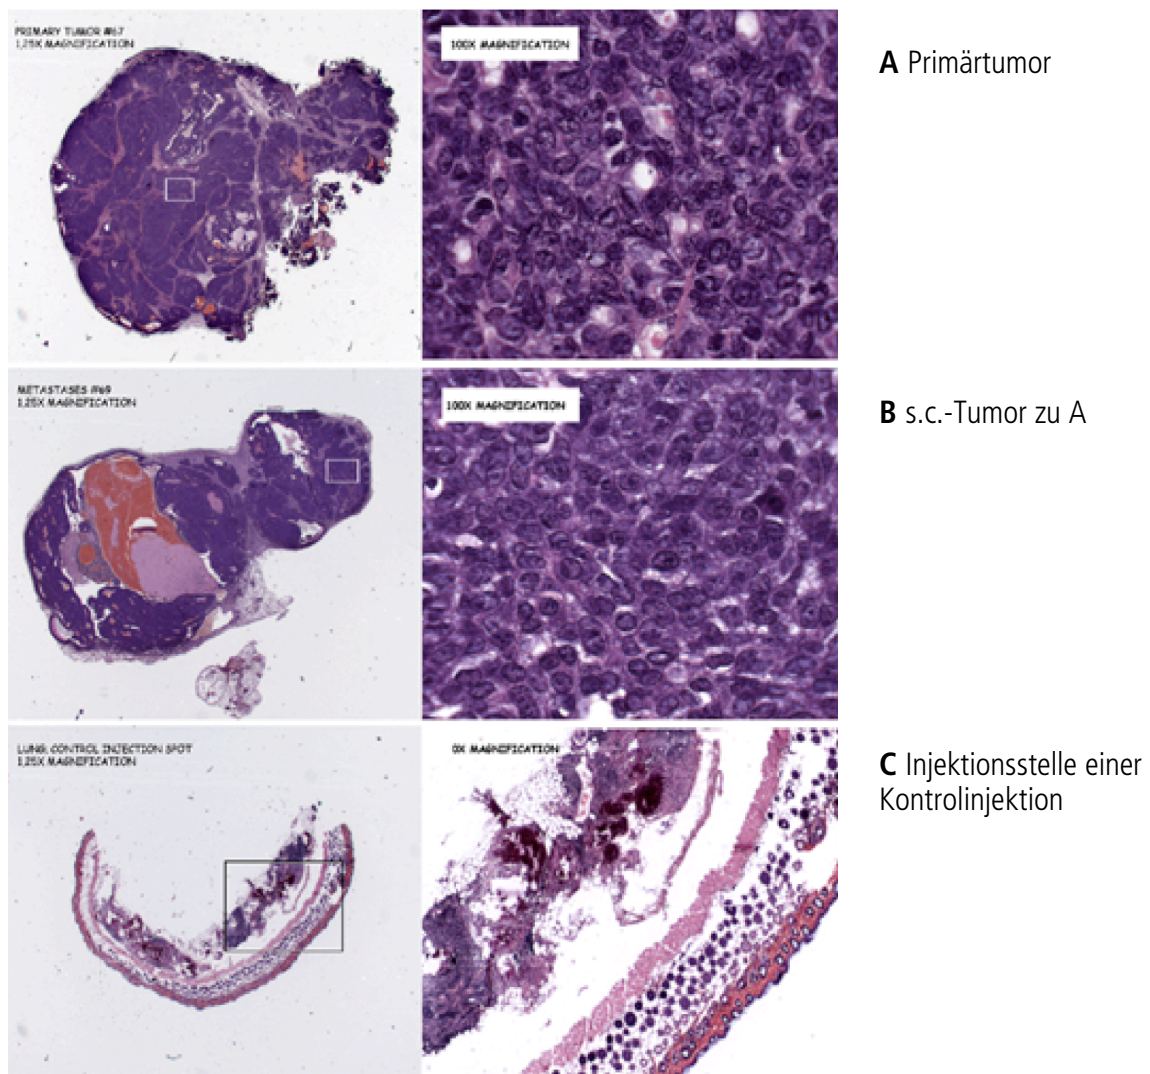 PRIMARY TUMOR #67
1,25X MAGNIFICATION
100X MAGNIFICATION
A Primärtumor
METASTASES #69
1,25X MAGNIFICATION
100X MAGNIFICATION
B s.c.-Tumor zu A
LUNG, CONTROL INJECTION SPOT
1,25X MAGNIFICATION
0X MAGNIFICATION
C Injektionsstelle einer
Kontrolinjektion